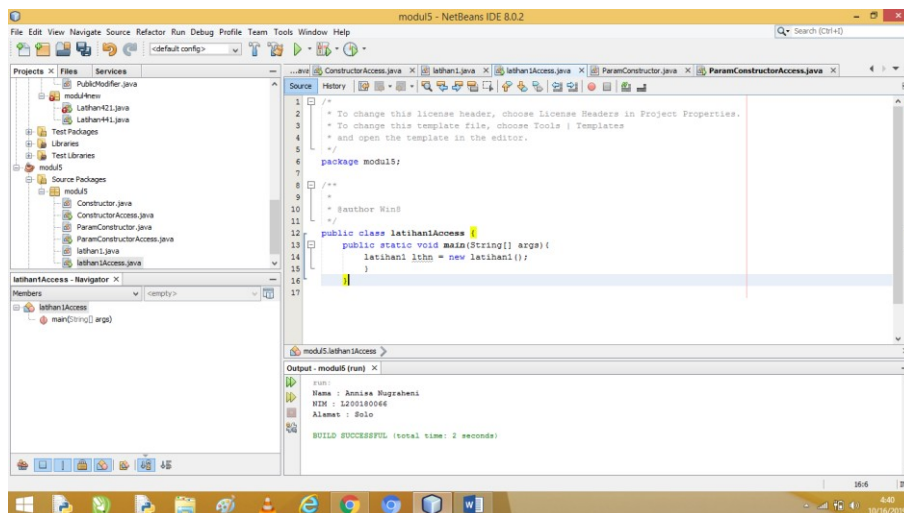 modul5 - NetBeans IDE 8.0.2
File Edit View Navigate Source Refactor Run Debug Profile Team Tools Window Help
Search (Ctrl+I)
<default config>
Projects Files Services
PublicModifier.java
modul4new
Latihan421.java
Latihan441.java
Test Packages
Libraries
Test Libraries
modul5
Source Packages
modul5
Constructor.java
ConstructorAccess.java
ParamConstructor.java
ParamConstructorAccess.java
latihan1.java
latihan1Access.java
latihan1Access - Navigator
Members <empty>
latihan1Access
main(String[] args)
...ava ConstructorAccess.java latihan1.java latihan1Access.java ParamConstructor.java ParamConstructorAccess.java
Source History
1 /*
2 * To change this license header, choose License Headers in Project Properties.
3 * To change this template file, choose Tools | Templates
4 * and open the template in the editor.
5 */
6 package modul5;
7
8 /**
9 *
10 * @author Win8
11 */
12 public class latihan1Access {
13 public static void main(String[] args){
14 latihan1 lthn = new latihan1();
15 }
16 }
17
modul5.latihan1Access
Output - modul5 (run)
run:
Nama : Annisa Nugraheni
NIM : L200180066
Alamat : Solo
BUILD SUCCESSFUL (total time: 2 seconds)
16:6
4:40